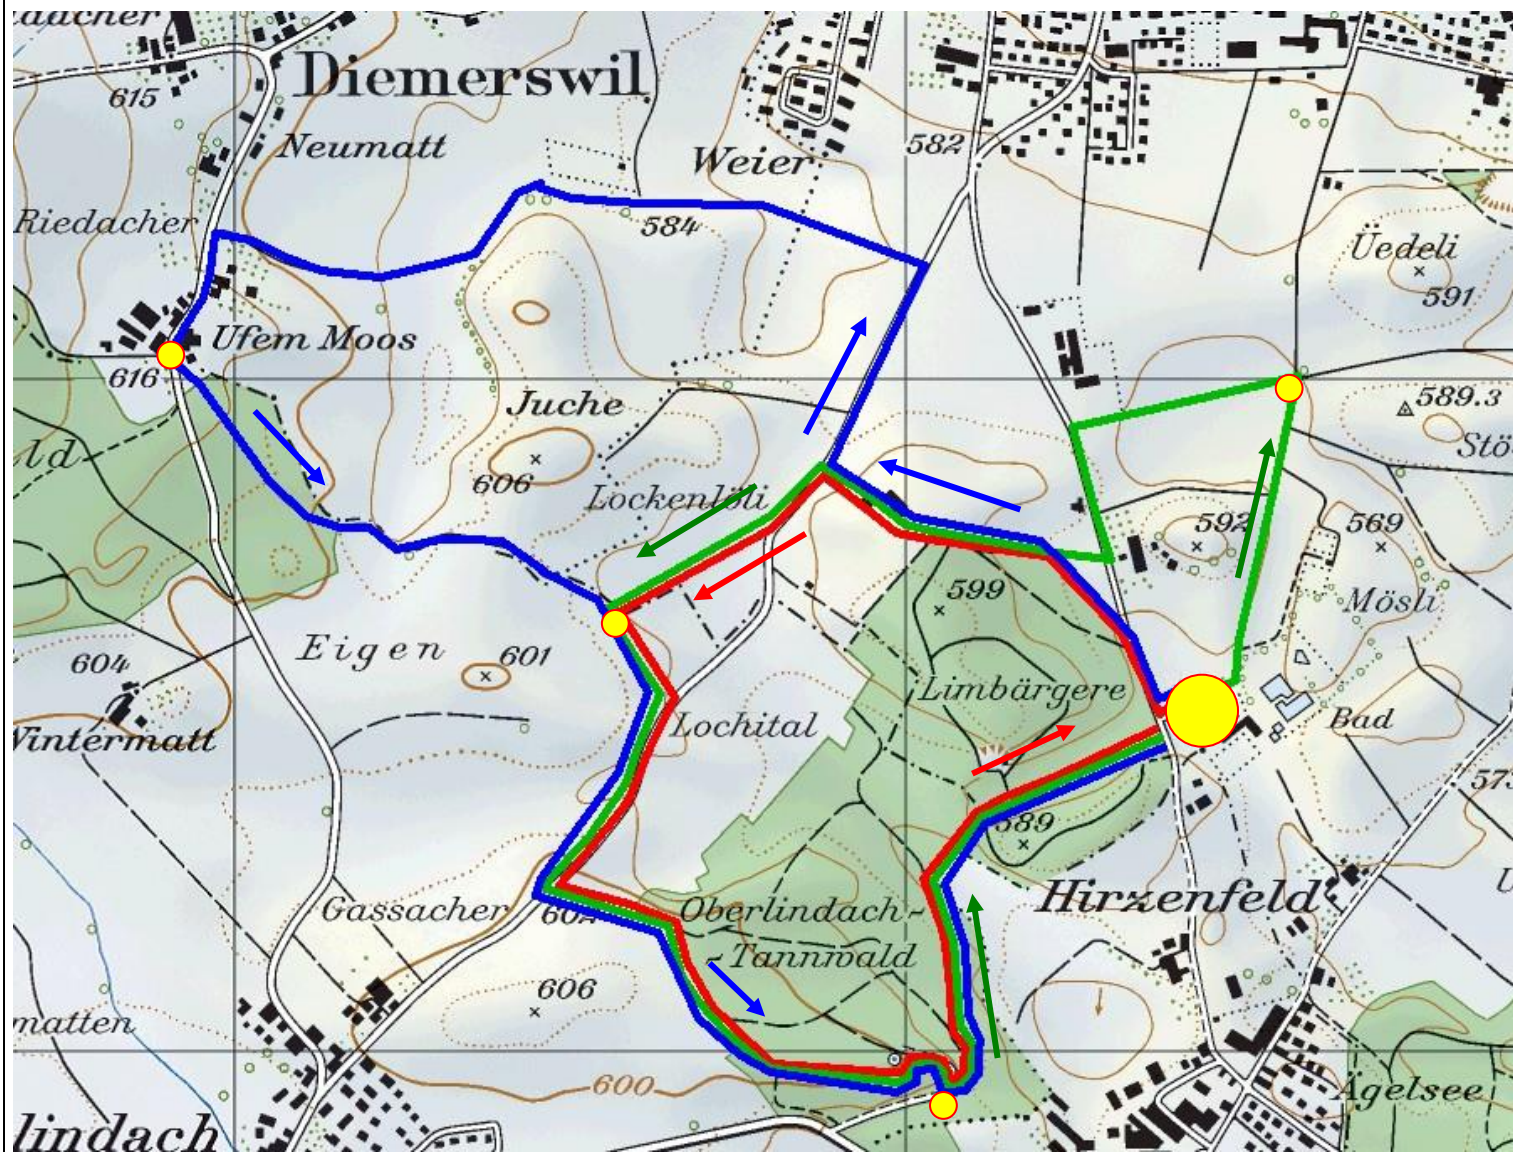 Diemerswil
615
Neumatt
Weier
582
Riedacher
584
Üedeli
591
Ufem Moos
616
Juche
589.3
606
Lockenlöli
592
569
599
Mösli
Eigen
601
604
Limbärgere
Lochital
Bad
Wintermatt
589
Hirzenfeld
Gassacher
Oberlindach-
-Tannwald
606
matten
600
Ägelsee
lindach